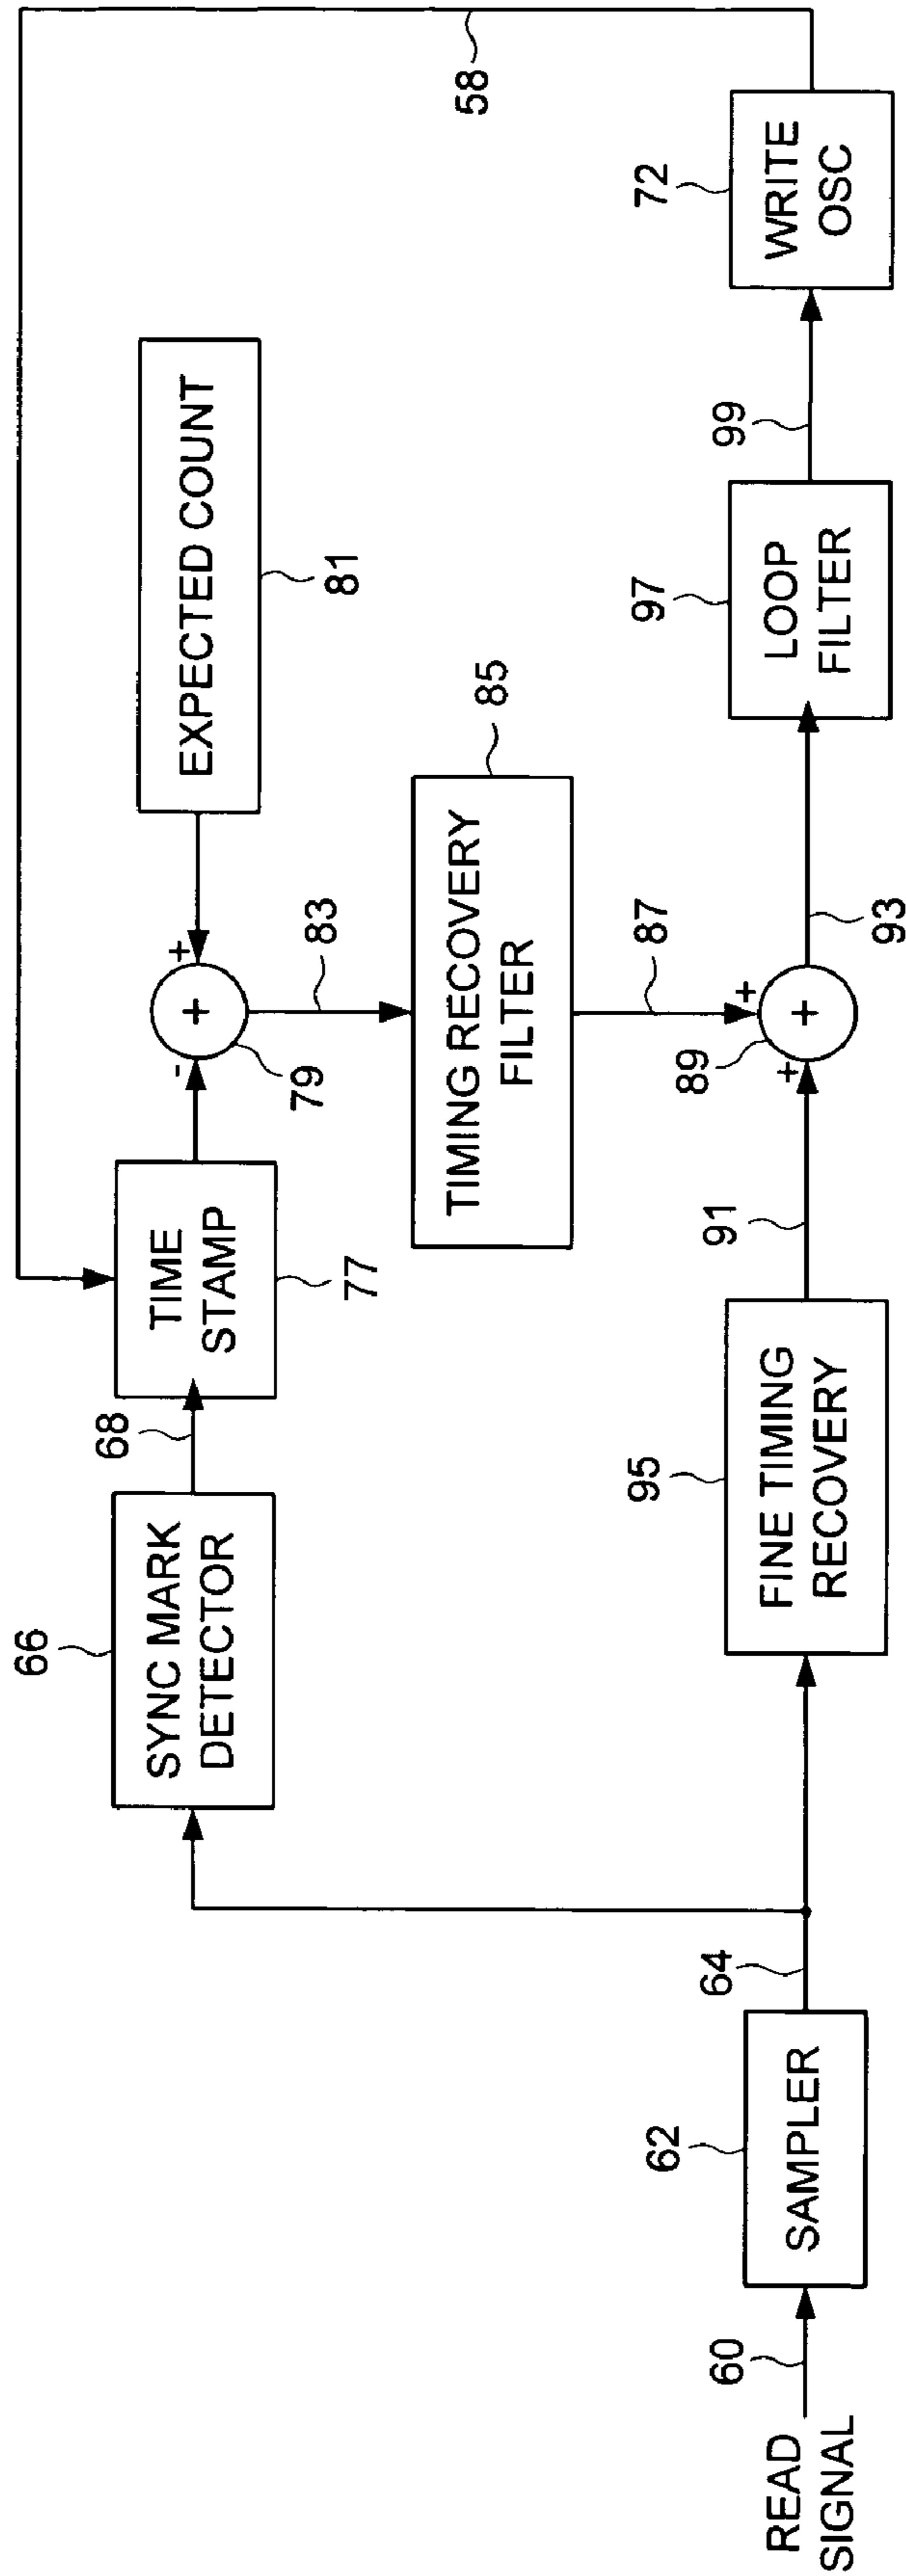 58
72
WRITE
OSC
EXPECTED COUNT
81
99
97
LOOP
FILTER
85
TIMING RECOVERY
FILTER
83
87
93
+
+
-
79
+
+
+
89
TIME
STAMP
77
91
68
95
FINE TIMING
RECOVERY
66
SYNC MARK
DETECTOR
64
62
SAMPLER
60
READ
SIGNAL